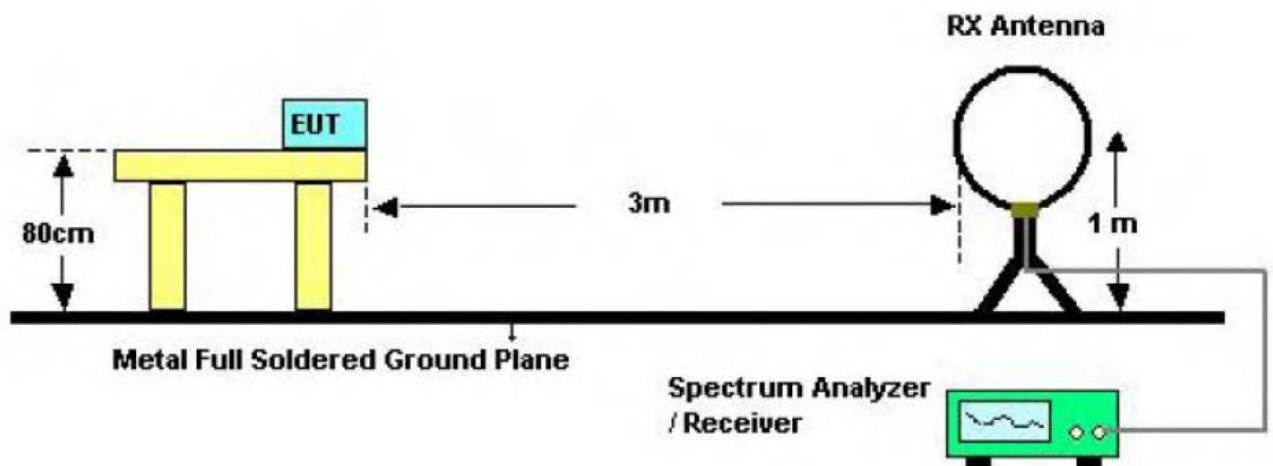 RX Antenna
EUT
80cm
3m
1 m
Metal Full Soldered Ground Plane
Spectrum Analyzer
/ Receiver